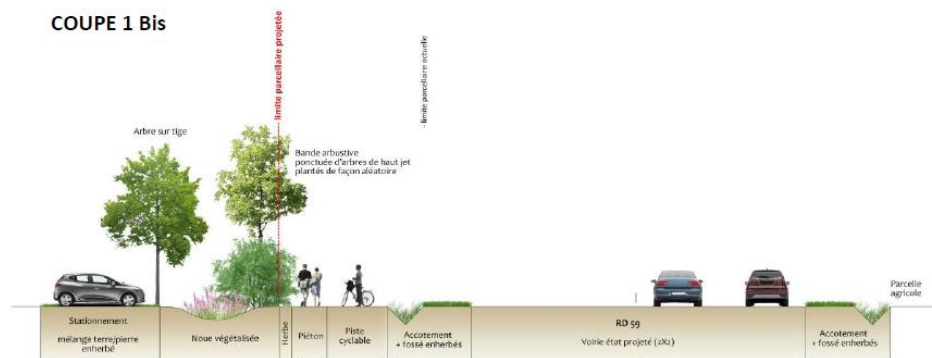 COUPE 1 Bis
limite parcellaire projetée
limite parcellaire actuelle
Arbre sur tige
Bande arbustive
ponctuée d'arbres de haut jet
plantés de façon aléatoire
Parcelle
agricole
Stationnement
mélange terre/pierre
enherbé
Noue végétalisée
Herbe
Piéton
Piste
cyclable
Accotement
+ fossé enherbés
RD 59
Voirie état projeté (2x2)
Accotement
+ fossé enherbés